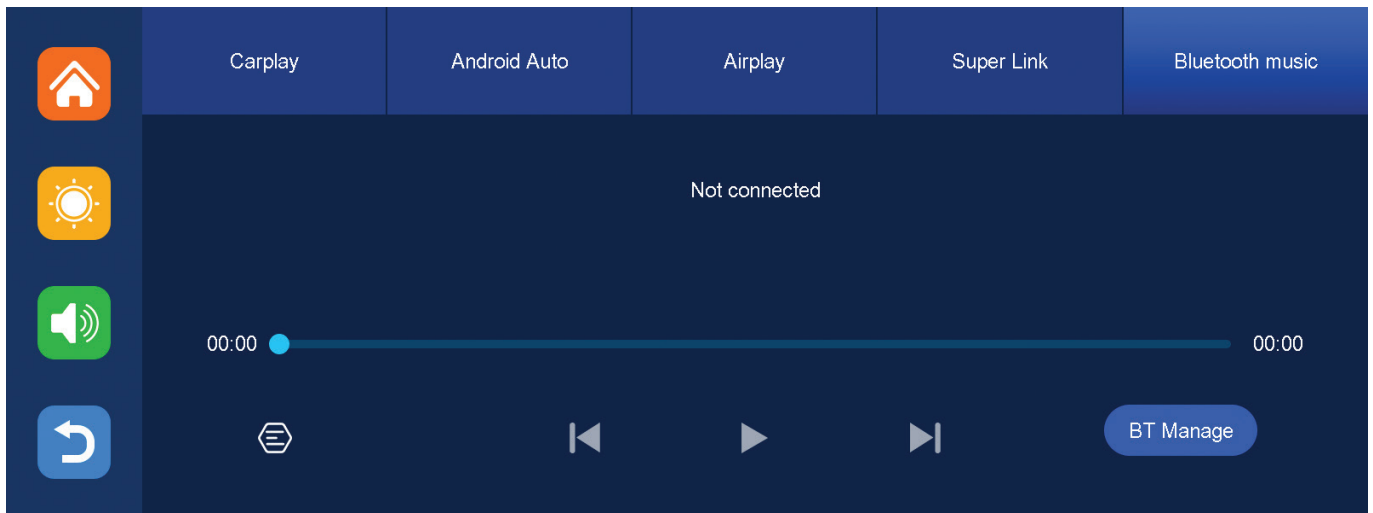 Carplay
Android Auto
Airplay
Super Link
Bluetooth music
Not connected
00:00
00:00
BT Manage